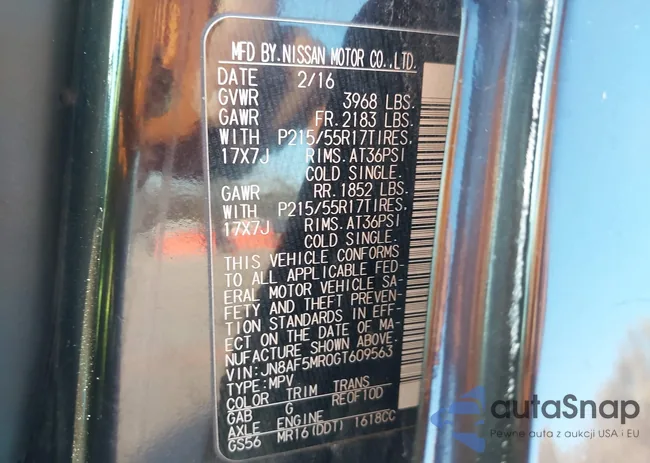 MFD BY.NISSAN MOTOR CO.,LTD.
DATE 2/16
GVWR 3968 LBS.
GAWR FR.2183 LBS.
WITH P215/55R17TIRES,
17X7J RIMS.AT36PSI
COLD SINGLE.
GAWR RR.1852 LBS.
WITH P215/55R17TIRES,
17X7J RIMS.AT36PSI
COLD SINGLE.
THIS VEHICLE CONFORMS
TO ALL APPLICABLE FED-
ERAL MOTOR VEHICLE SA-
FETY AND THEFT PREVEN-
TION STANDARDS IN EFF-
ECT ON THE DATE OF MA-
NUFACTURE SHOWN ABOVE.
VIN:JN8AF5MR0GT609563
TYPE:MPV
COLOR TRIM TRANS
GAB G RE0F10D
AXLE ENGINE
GS56 MR16(DDT) 1618CC
autaSnap
Pewne auta z aukcji USA i EU